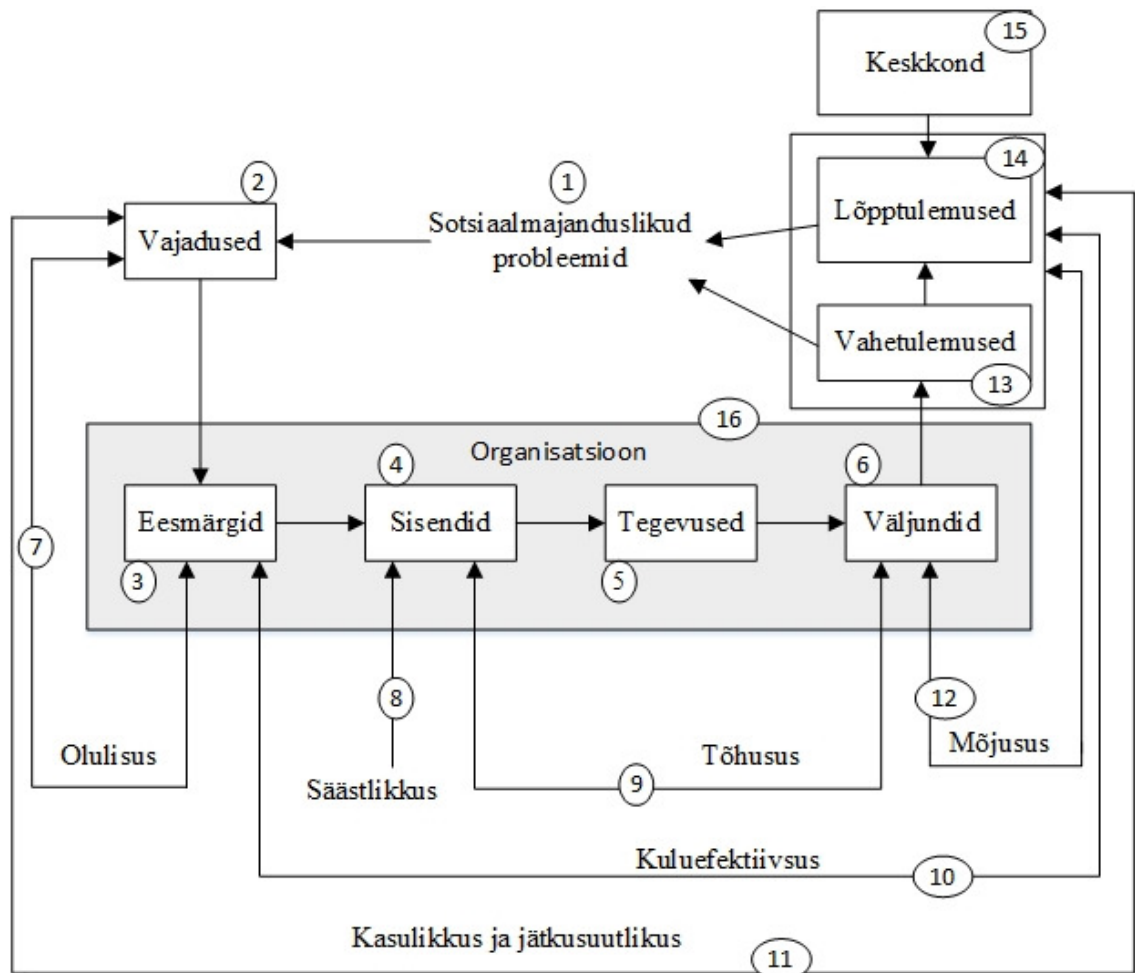 15
Keskkond
14
Lõpptulemused
1
2
Sotsiaalmajanduslikud
probleemid
Vajadused
Vahetulemused
13
16
Organisatsioon
4
6
Eesmärgid
Sisendid
Tegevused
Väljundid
7
3
5
8
12
Olulisus
Tõhusus
Mõjusus
Säästlikkus
9
Kuluefektiivsus
10
Kasulikkus ja jätkusuutlikus
11